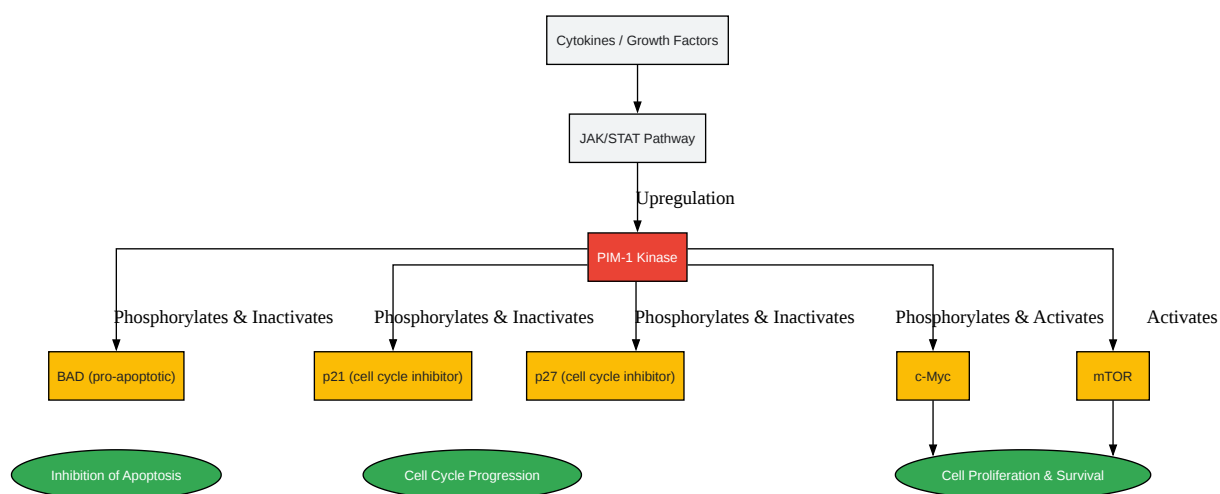 Cytokines / Growth Factors
JAK/STAT Pathway
Upregulation
PIM-1 Kinase
Phosphorylates & Inactivates
Phosphorylates & Inactivates
Phosphorylates & Inactivates
Phosphorylates & Activates
Activates
BAD (pro-apoptotic)
p21 (cell cycle inhibitor)
p27 (cell cycle inhibitor)
c-Myc
mTOR
Inhibition of Apoptosis
Cell Cycle Progression
Cell Proliferation & Survival